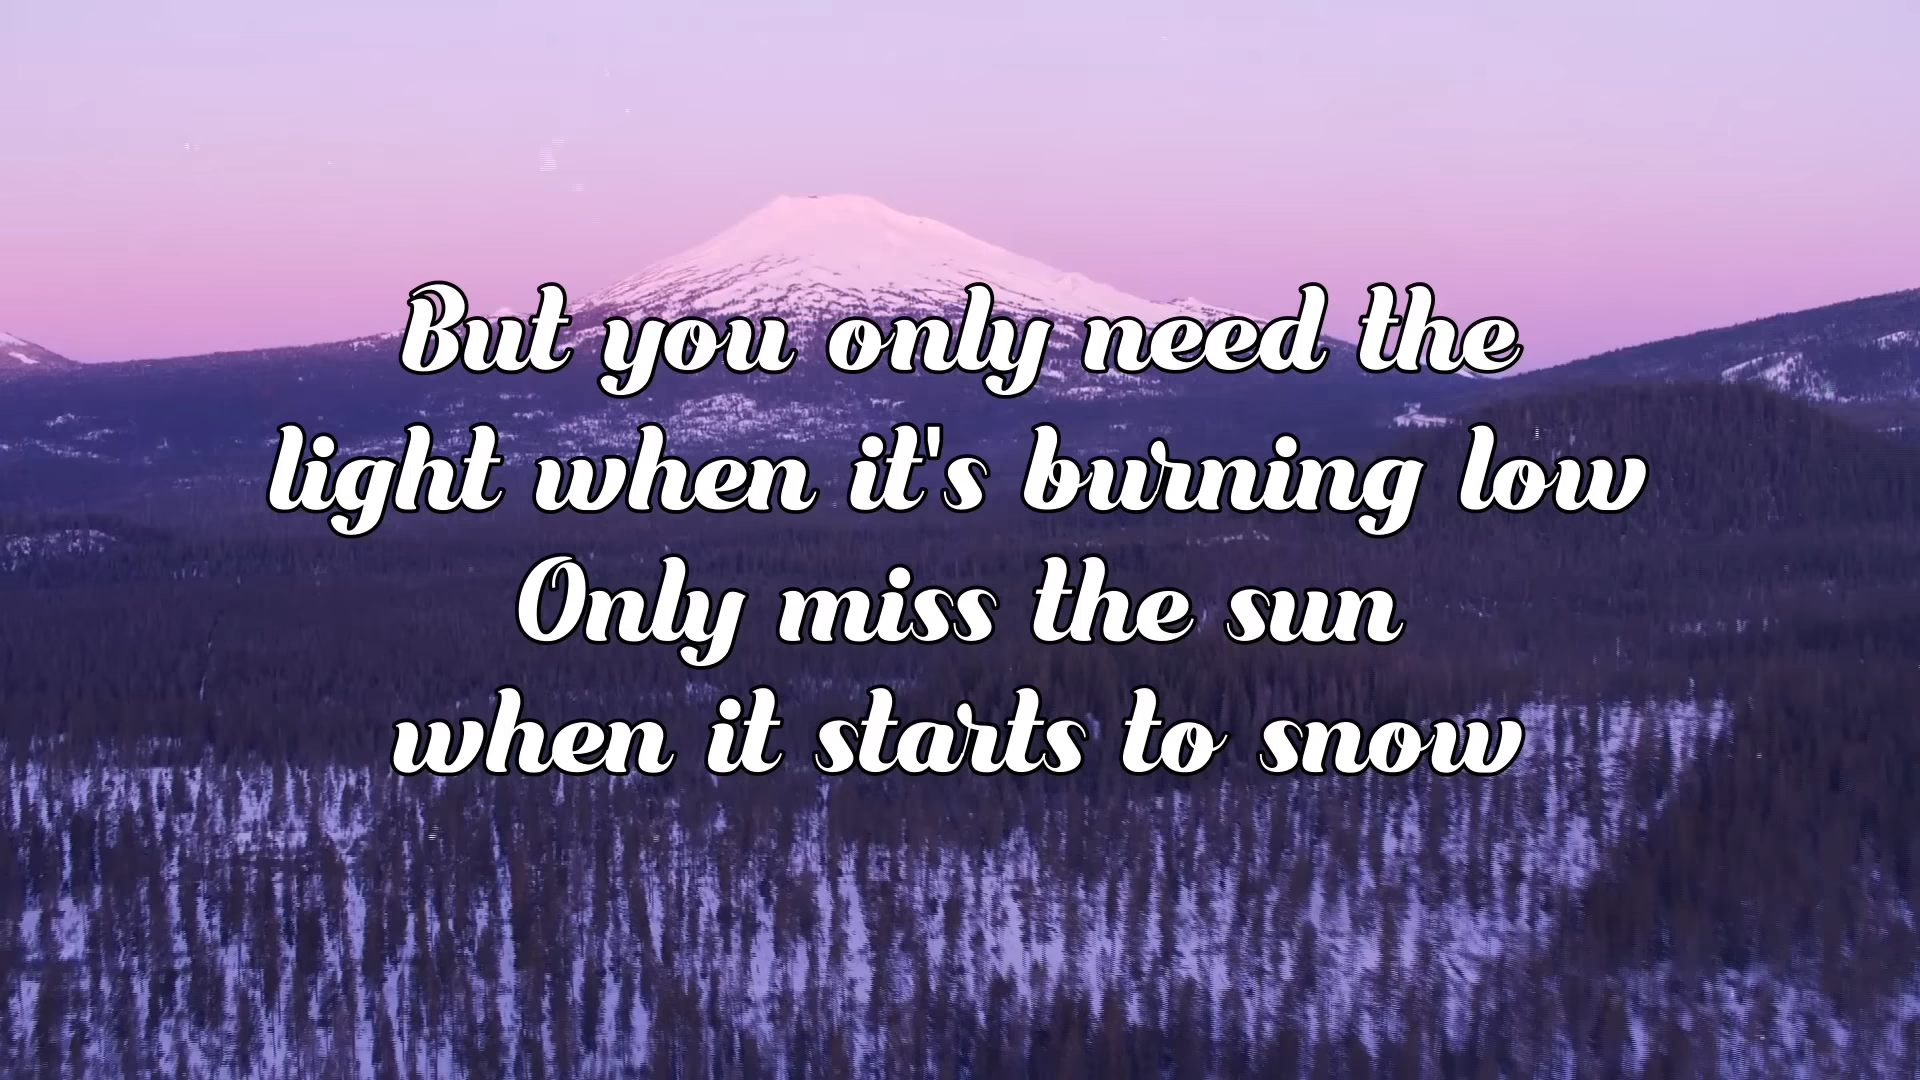 But you only need the
light when it's burning low
Only miss the sun
when it starts to snow